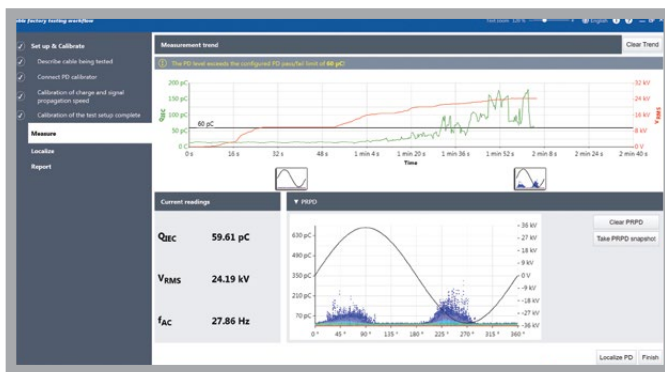 able factory testing workflow
Text zoom 120 %
English
Set up & Calibrate
Describe cable being tested
Connect PD calibrator
Calibration of charge and signal
propagation speed
Calibration of the test setup complete
Measure
Localize
Report
Measurement trend
Clear Trend
The PD level exceeds the configured PD pass/fail limit of 60 pC!
200 pC
150 pC
100 pC
50 pC
0 C
QIEC
60 pC
32 kV
24 kV
16 kV
8 kV
0 V
VRMS
0 s
16 s
32 s
48 s
1 min 4 s
1 min 20 s
1 min 36 s
1 min 52 s
2 min 8 s
2 min 24 s
2 min 40 s
Time
Current readings
QIEC 59.61 pC
VRMS 24.19 kV
fAC 27.86 Hz
▼ PRPD
630 pC
490 pC
350 pC
210 pC
70 pC
36 kV
27 kV
18 kV
9 kV
0 V
-9 kV
-18 kV
-27 kV
-36 kV
0°
45°
90°
135°
180°
225°
270°
315°
360°
Clear PRPD
Take PRPD snapshot
Localize PD
Finish